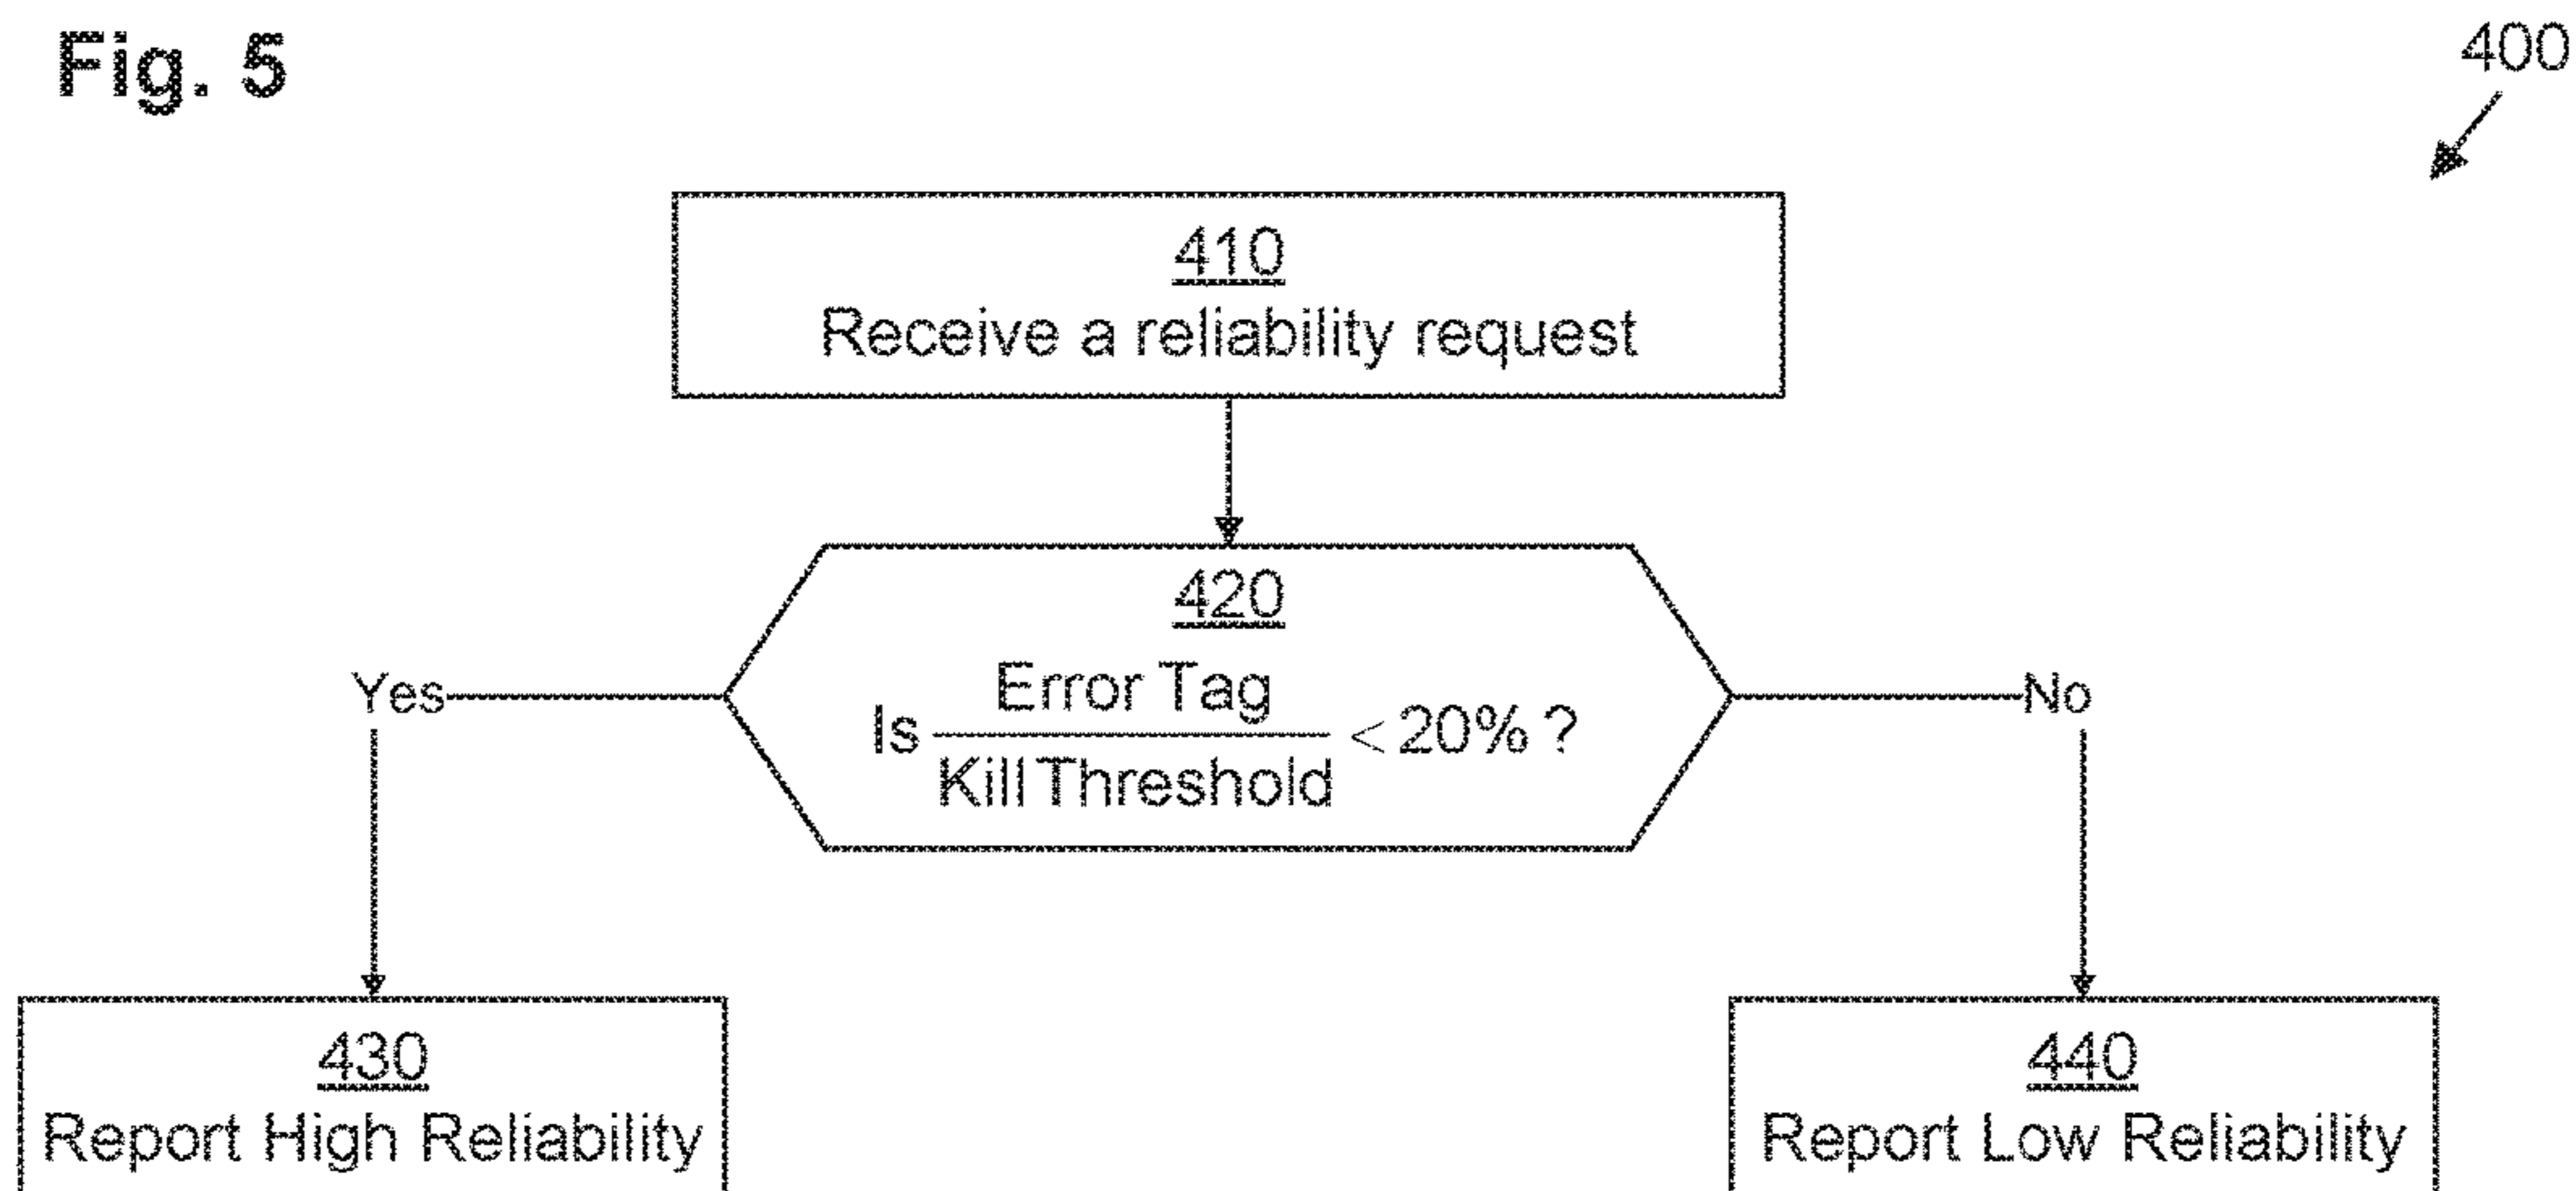 Fig. 5
400
410
Receive a reliability request
420
Is Error Tag / Kill Threshold < 20% ?
Yes
No
430
Report High Reliability
440
Report Low Reliability